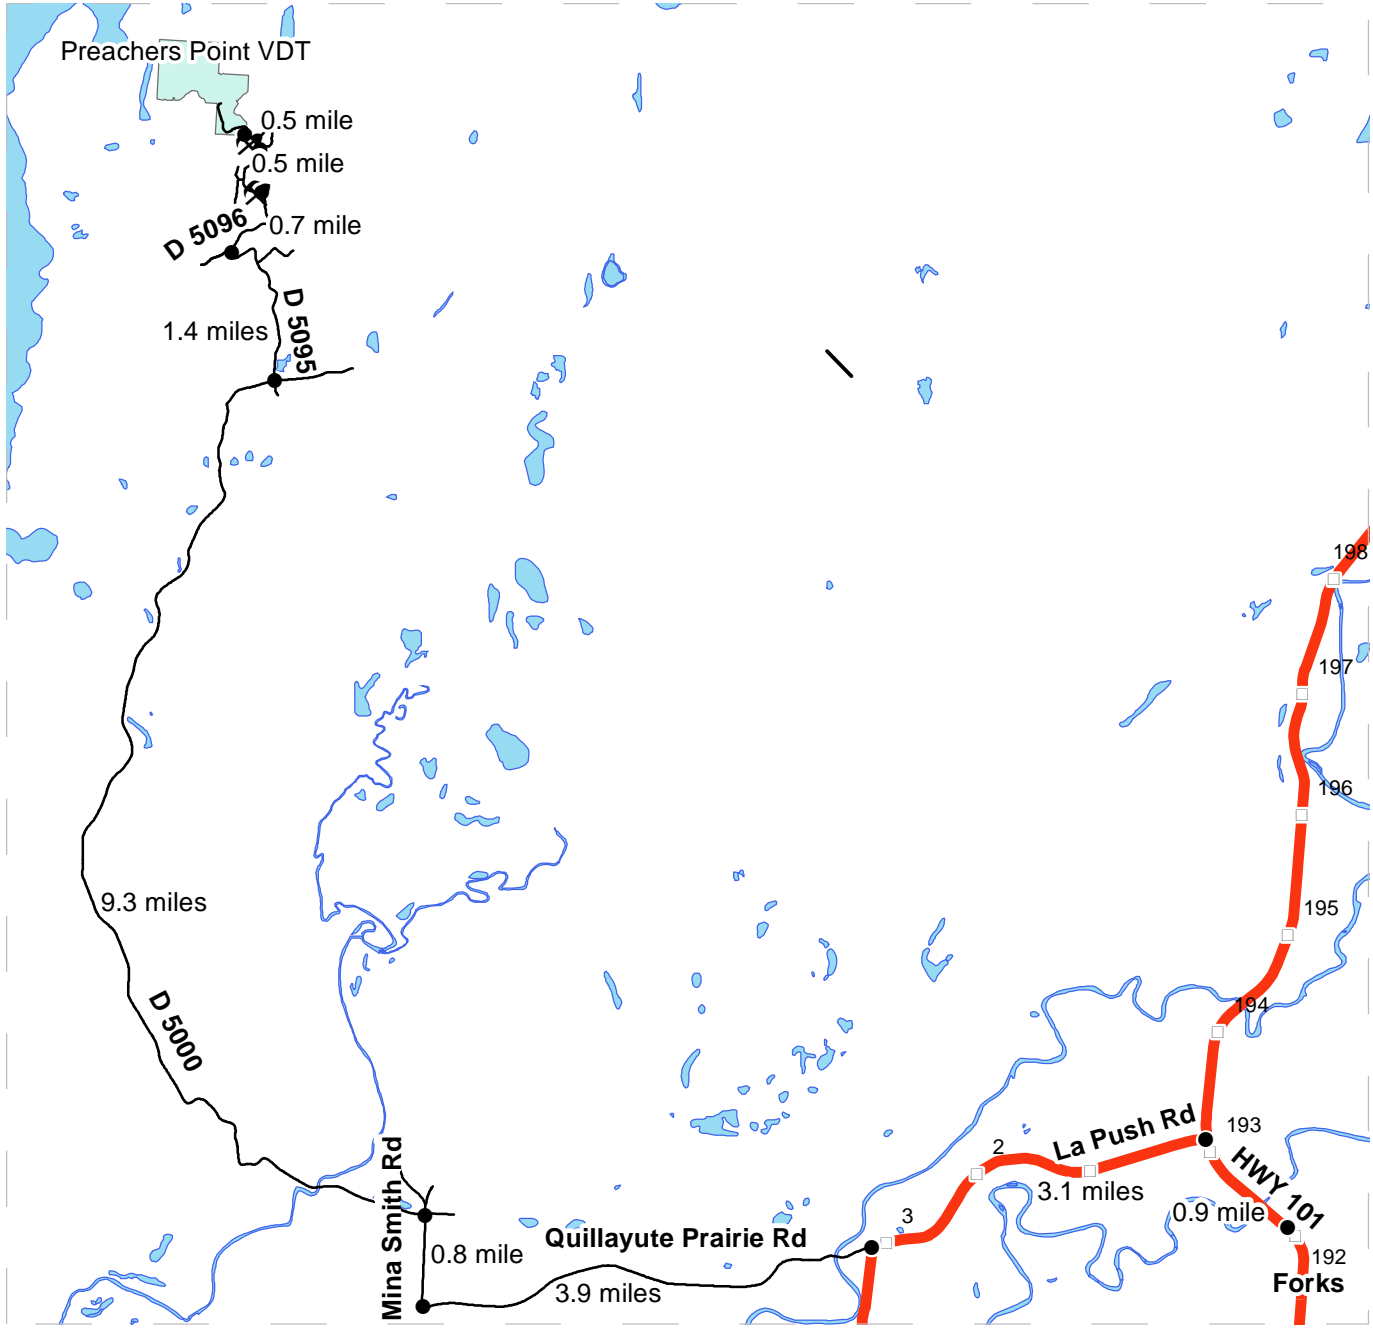 Preachers Point VDT
0.5 mile
0.5 mile
D 5096
0.7 mile
D 5095
1.4 miles
198
197
196
9.3 miles
195
D 5000
194
La Push Rd
193
2
HWY 101
3.1 miles
0.9 mile
3
Mina Smith Rd
Quillayute Prairie Rd
0.8 mile
192
Forks
3.9 miles